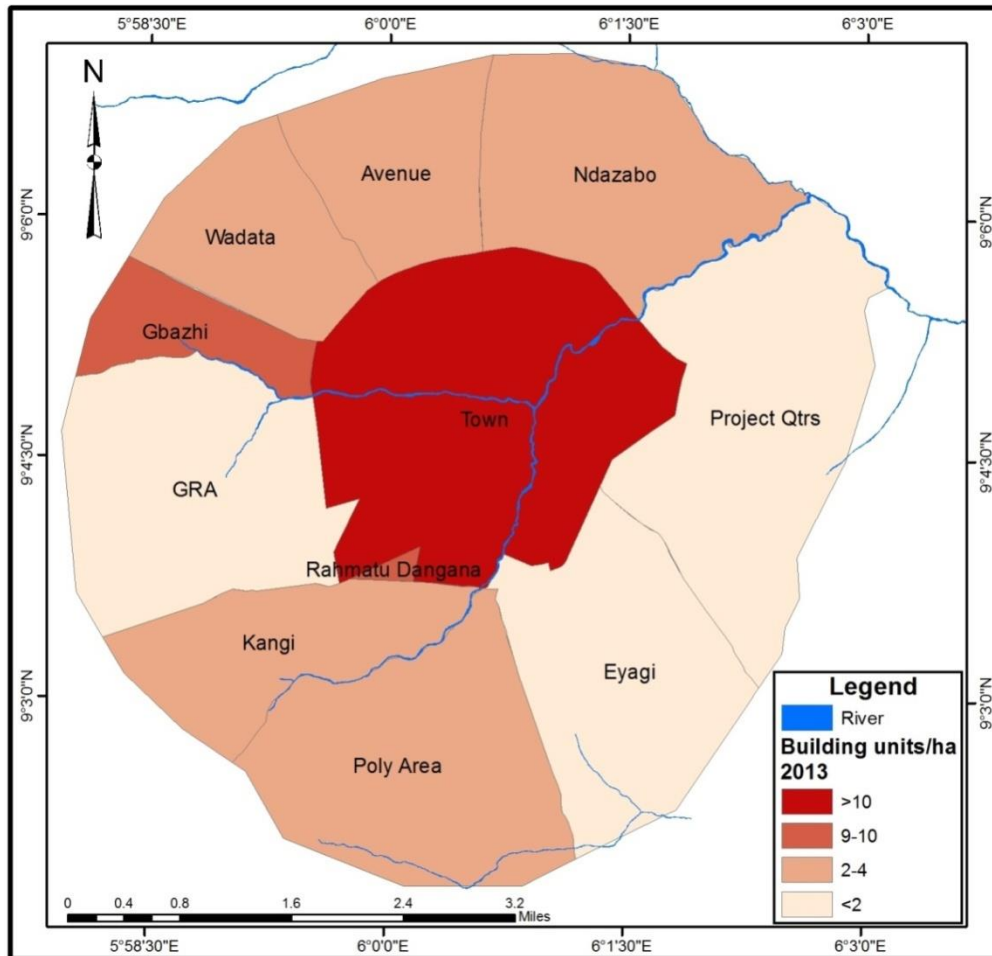 5°58'30"E 6°0'0"E 6°1'30"E 6°3'0"E
N
Avenue
Ndazabo
9°6'0"N
9°6'0"N
Wadata
Gbazhi
Town
Project Qtrs
9°4'30"N
9°4'30"N
GRA
Rahmatu Dangana
Kangi
Eyagi
9°3'0"N
9°3'0"N
Poly Area
Legend
River
Building units/ha
2013
>10
9-10
2-4
<2
0 0.4 0.8 1.6 2.4 3.2
Miles
5°58'30"E 6°0'0"E 6°1'30"E 6°3'0"E